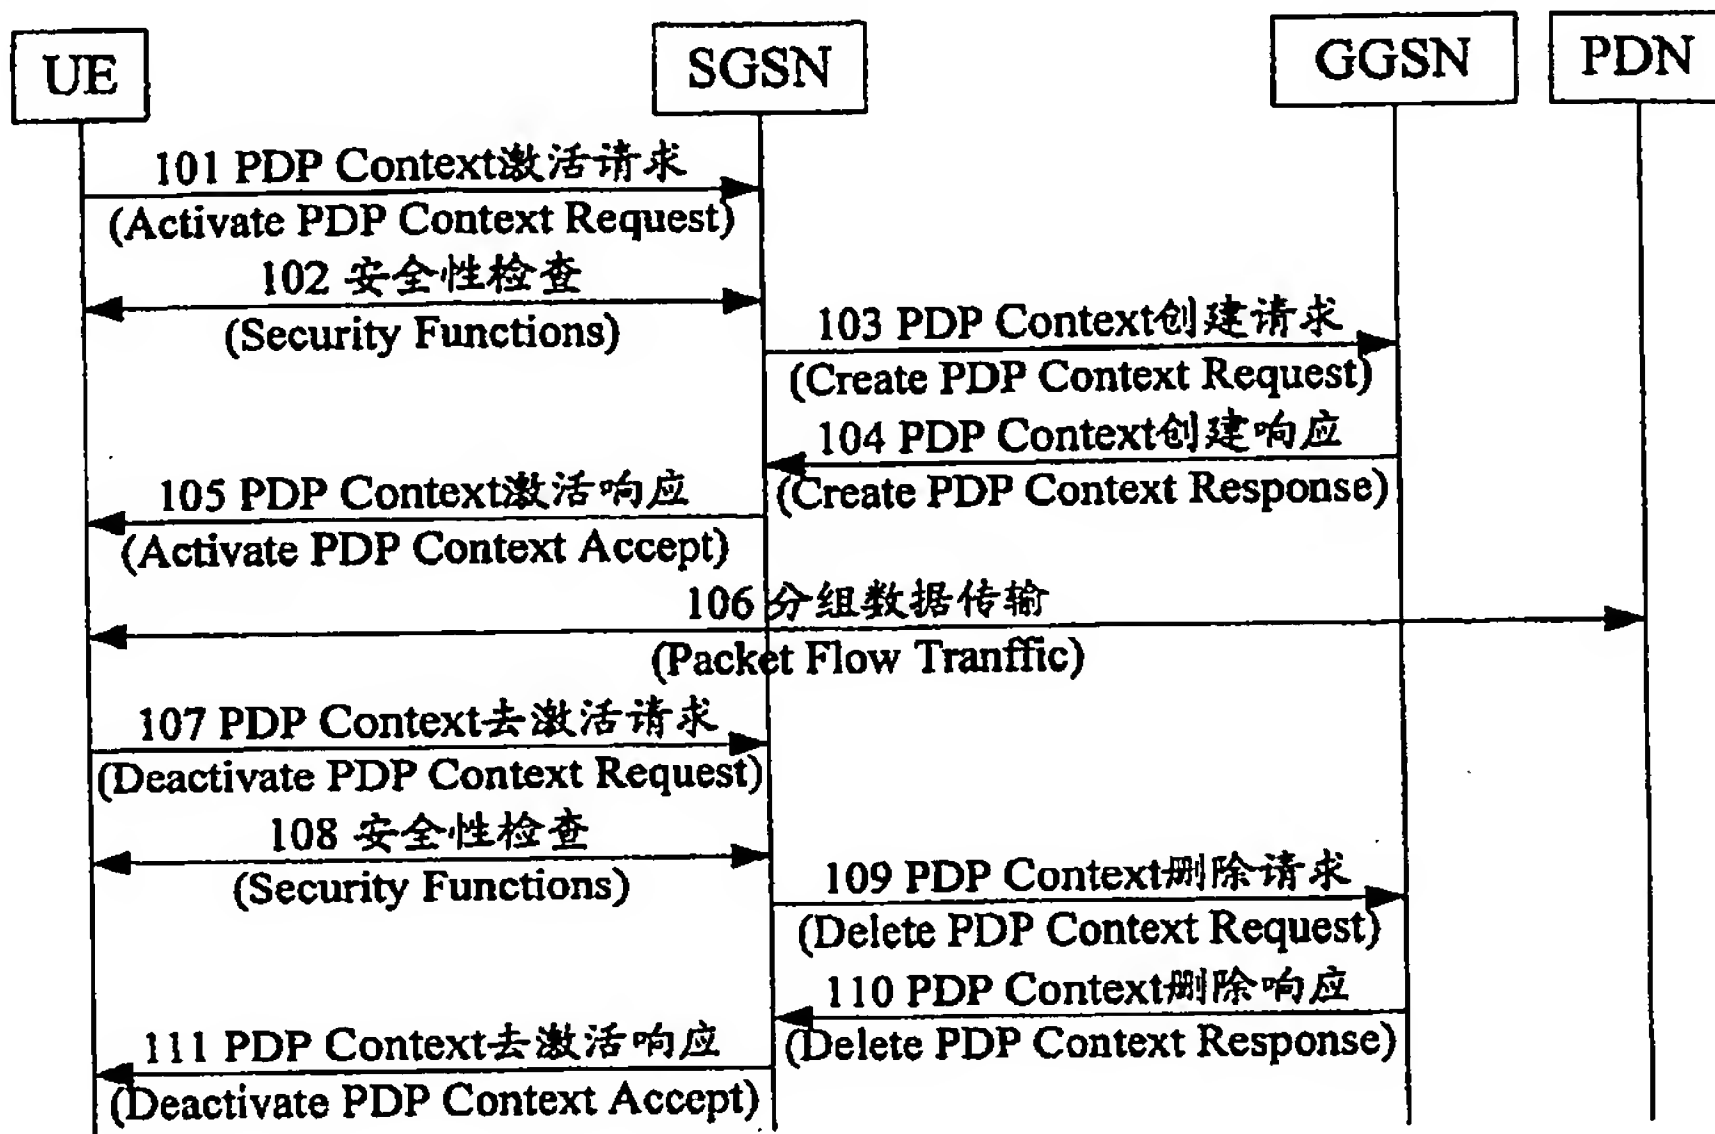 UE
SGSN
GGSN
PDN
101 PDP Context激活请求
(Activate PDP Context Request)
102 安全性检查
(Security Functions)
103 PDP Context创建请求
(Create PDP Context Request)
104 PDP Context创建响应
(Create PDP Context Response)
105 PDP Context激活响应
(Activate PDP Context Accept)
106 分组数据传输
(Packet Flow Tranffic)
107 PDP Context去激活请求
(Deactivate PDP Context Request)
108 安全性检查
(Security Functions)
109 PDP Context删除请求
(Delete PDP Context Request)
110 PDP Context删除响应
(Delete PDP Context Response)
111 PDP Context去激活响应
(Deactivate PDP Context Accept)